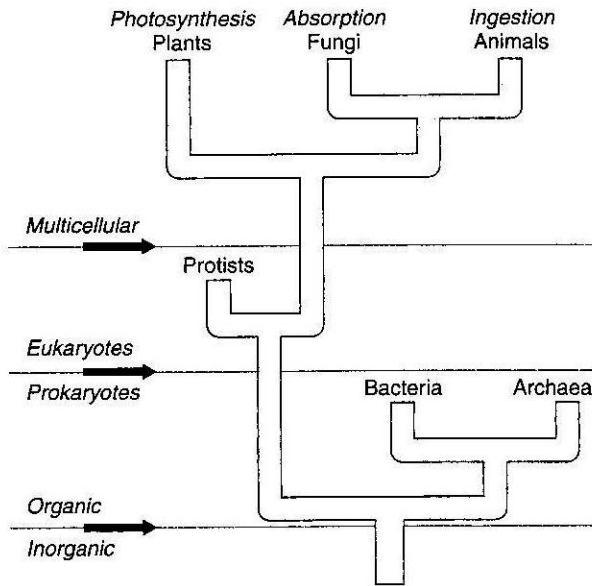 Photosynthesis
Plants
Absorption
Fungi
Ingestion
Animals
Multicellular
Protists
Eukaryotes
Prokaryotes
Bacteria
Archaea
Organic
Inorganic